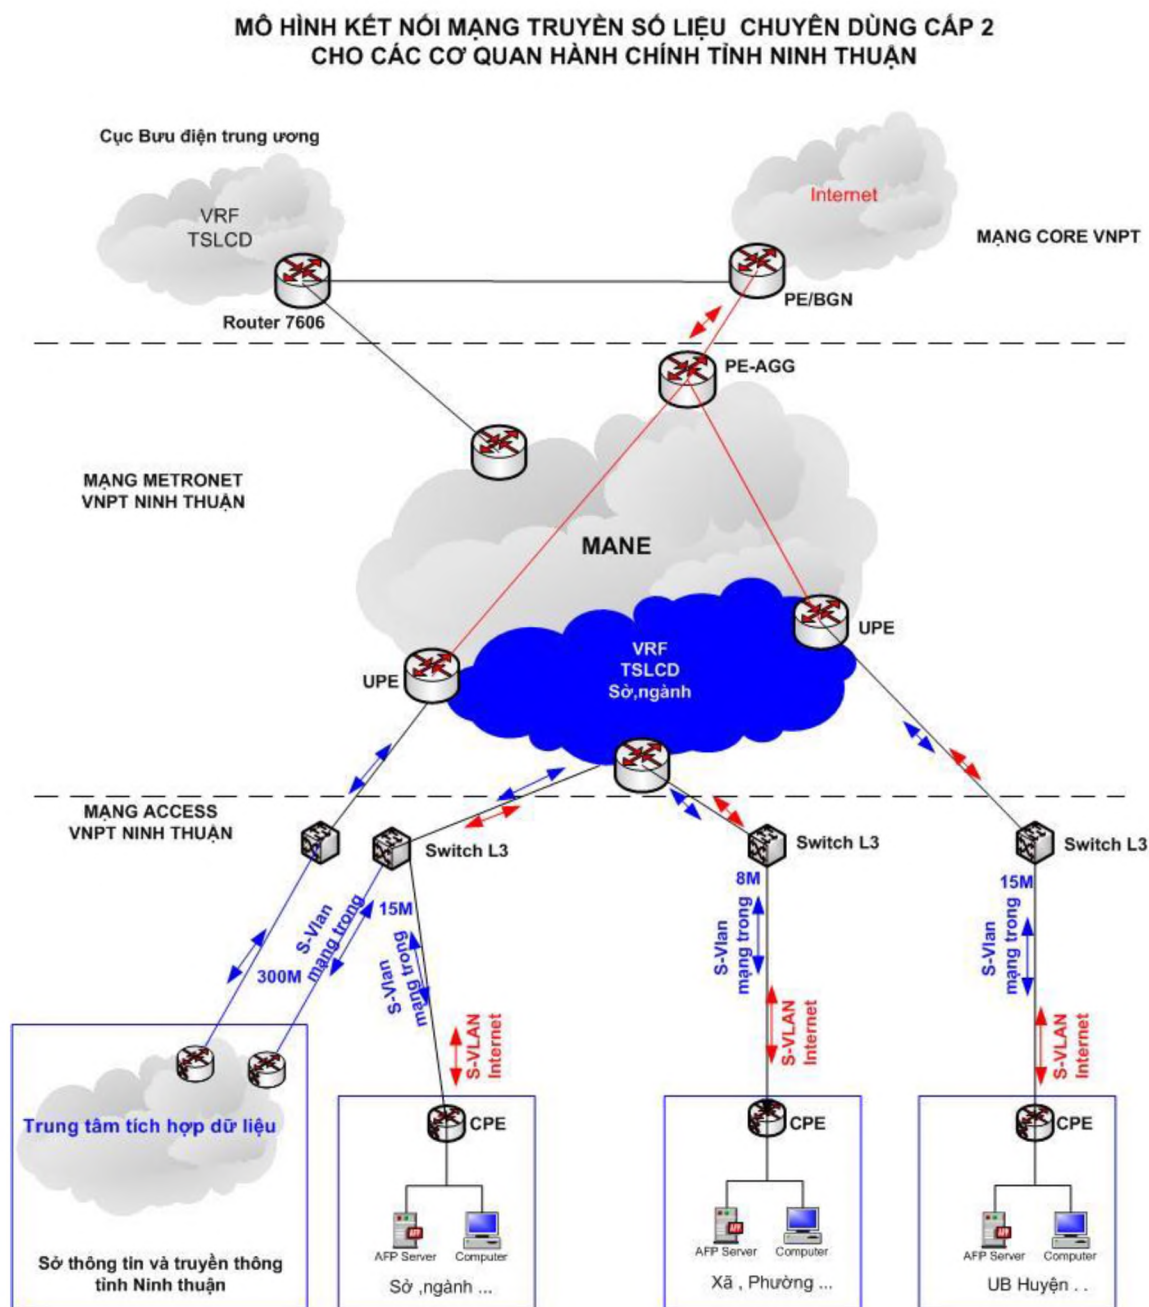 MÔ HÌNH KẾT NỐI MẠNG TRUYỀN SỐ LIỆU CHUYÊN DÙNG CẤP 2
CHO CÁC CƠ QUAN HÀNH CHÍNH TỈNH NINH THUẬN
Cục Bưu điện trung ương
VRF
TSLCD
Internet
MẠNG CORE VNPT
PE/BGN
Router 7606
PE-AGG
MẠNG METRONET
VNPT NINH THUẬN
MANE
UPE
VRF
TSLCD
Sở,ngành
UPE
MẠNG ACCESS
VNPT NINH THUẬN
Switch L3
Switch L3
Switch L3
S-Vlan
mạng trong
300M
15M
S-Vlan
mạng trong
8M
S-Vlan
mạng trong
15M
S-Vlan
mạng trong
S-VLAN
Internet
S-VLAN
Internet
S-VLAN
Internet
Trung tâm tích hợp dữ liệu
CPE
CPE
CPE
AFP
AFP
AFP
AFP Server
Computer
AFP Server
Computer
AFP Server
Computer
Sở thông tin và truyền thông
tỉnh Ninh thuận
Sở ,ngành ...
Xã , Phường ...
UB Huyện . .